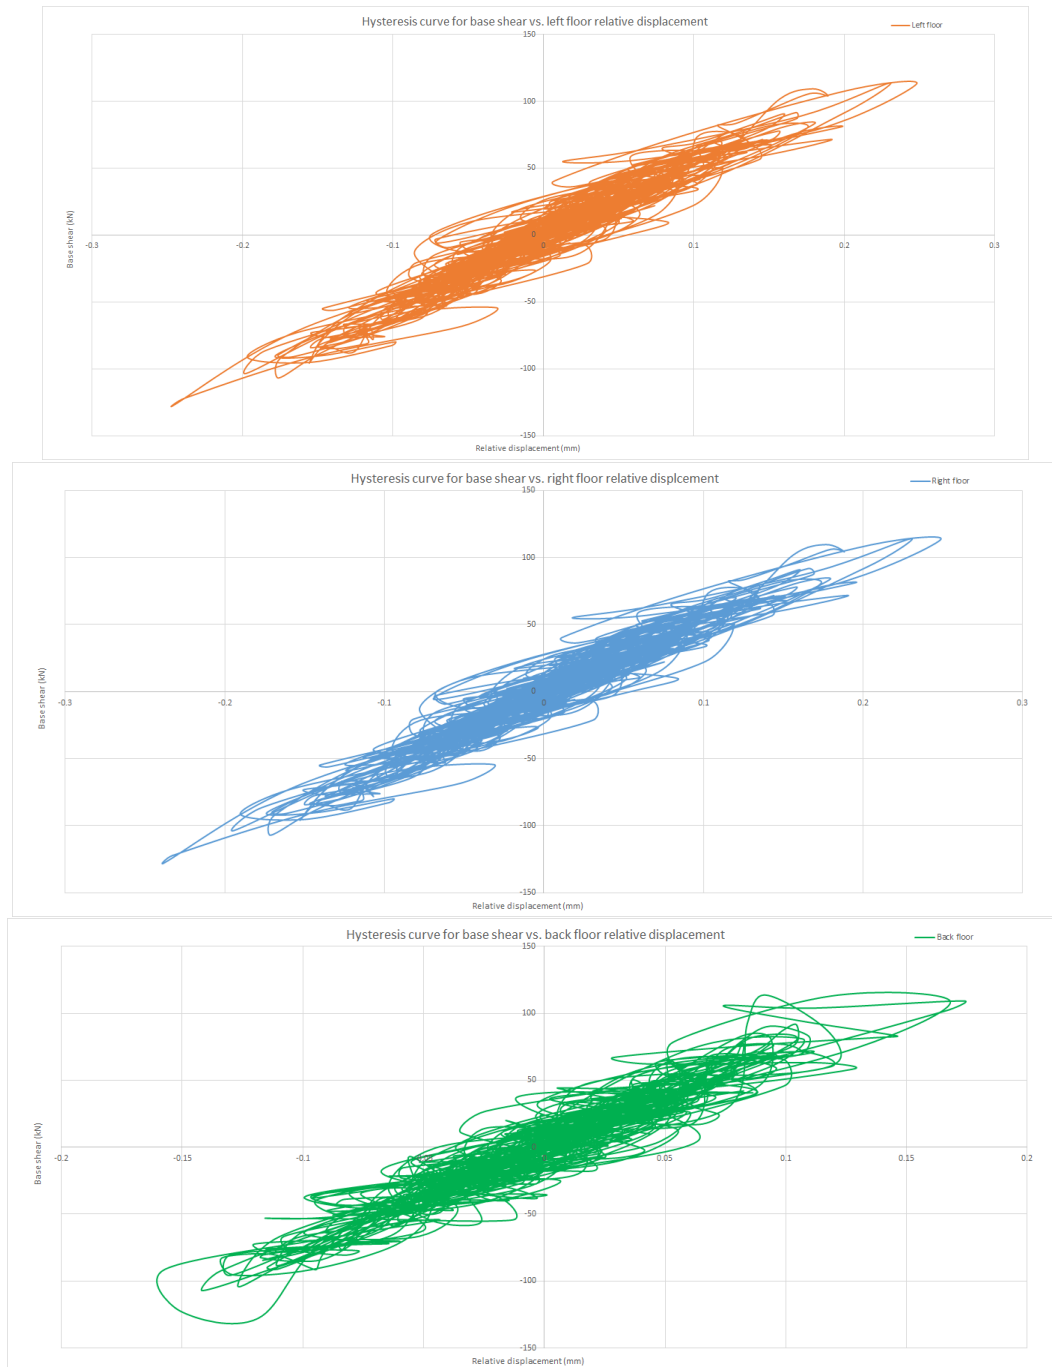 Hysteresis curve for base shear vs. left floor relative displacement
Left floor
150
100
50
0
-0.3 -0.2 -0.1 0 0.1 0.2 0.3
-50
-100
-150
Base shear (kN)
Relative displacement (mm)
Hysteresis curve for base shear vs. right floor relative displcement
Right floor
150
100
50
0
-0.3 -0.2 -0.1 0 0.1 0.2 0.3
-50
-100
-150
Base shear (kN)
Relative displacement (mm)
Hysteresis curve for base shear vs. back floor relative displacement
Back floor
150
100
50
0
-0.2 -0.15 -0.1 -0.05 0 0.05 0.1 0.15 0.2
-50
-100
-150
Base shear (kN)
Relative displacement (mm)